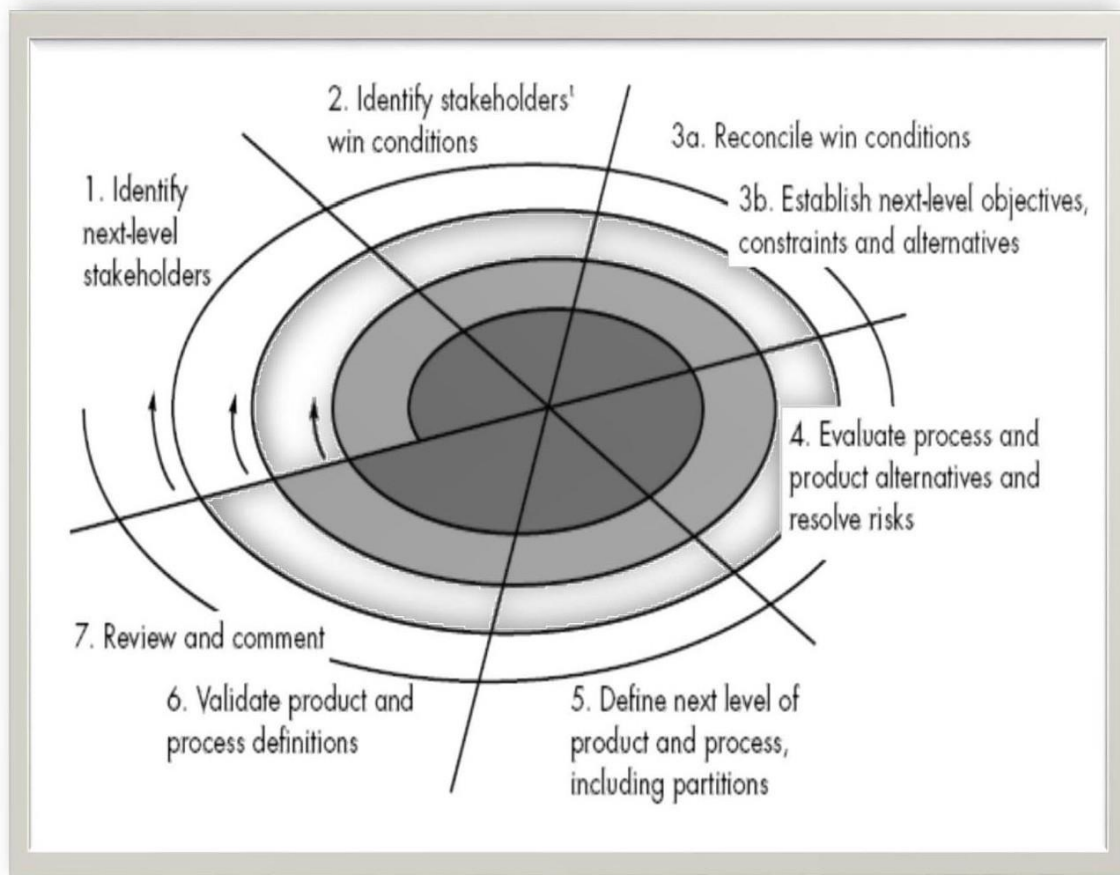 1. Identify
next-level
stakeholders
2. Identify stakeholders'
win conditions
3a. Reconcile win conditions
3b. Establish next-level objectives,
constraints and alternatives
4. Evaluate process and
product alternatives and
resolve risks
5. Define next level of
product and process,
including partitions
6. Validate product and
process definitions
7. Review and comment